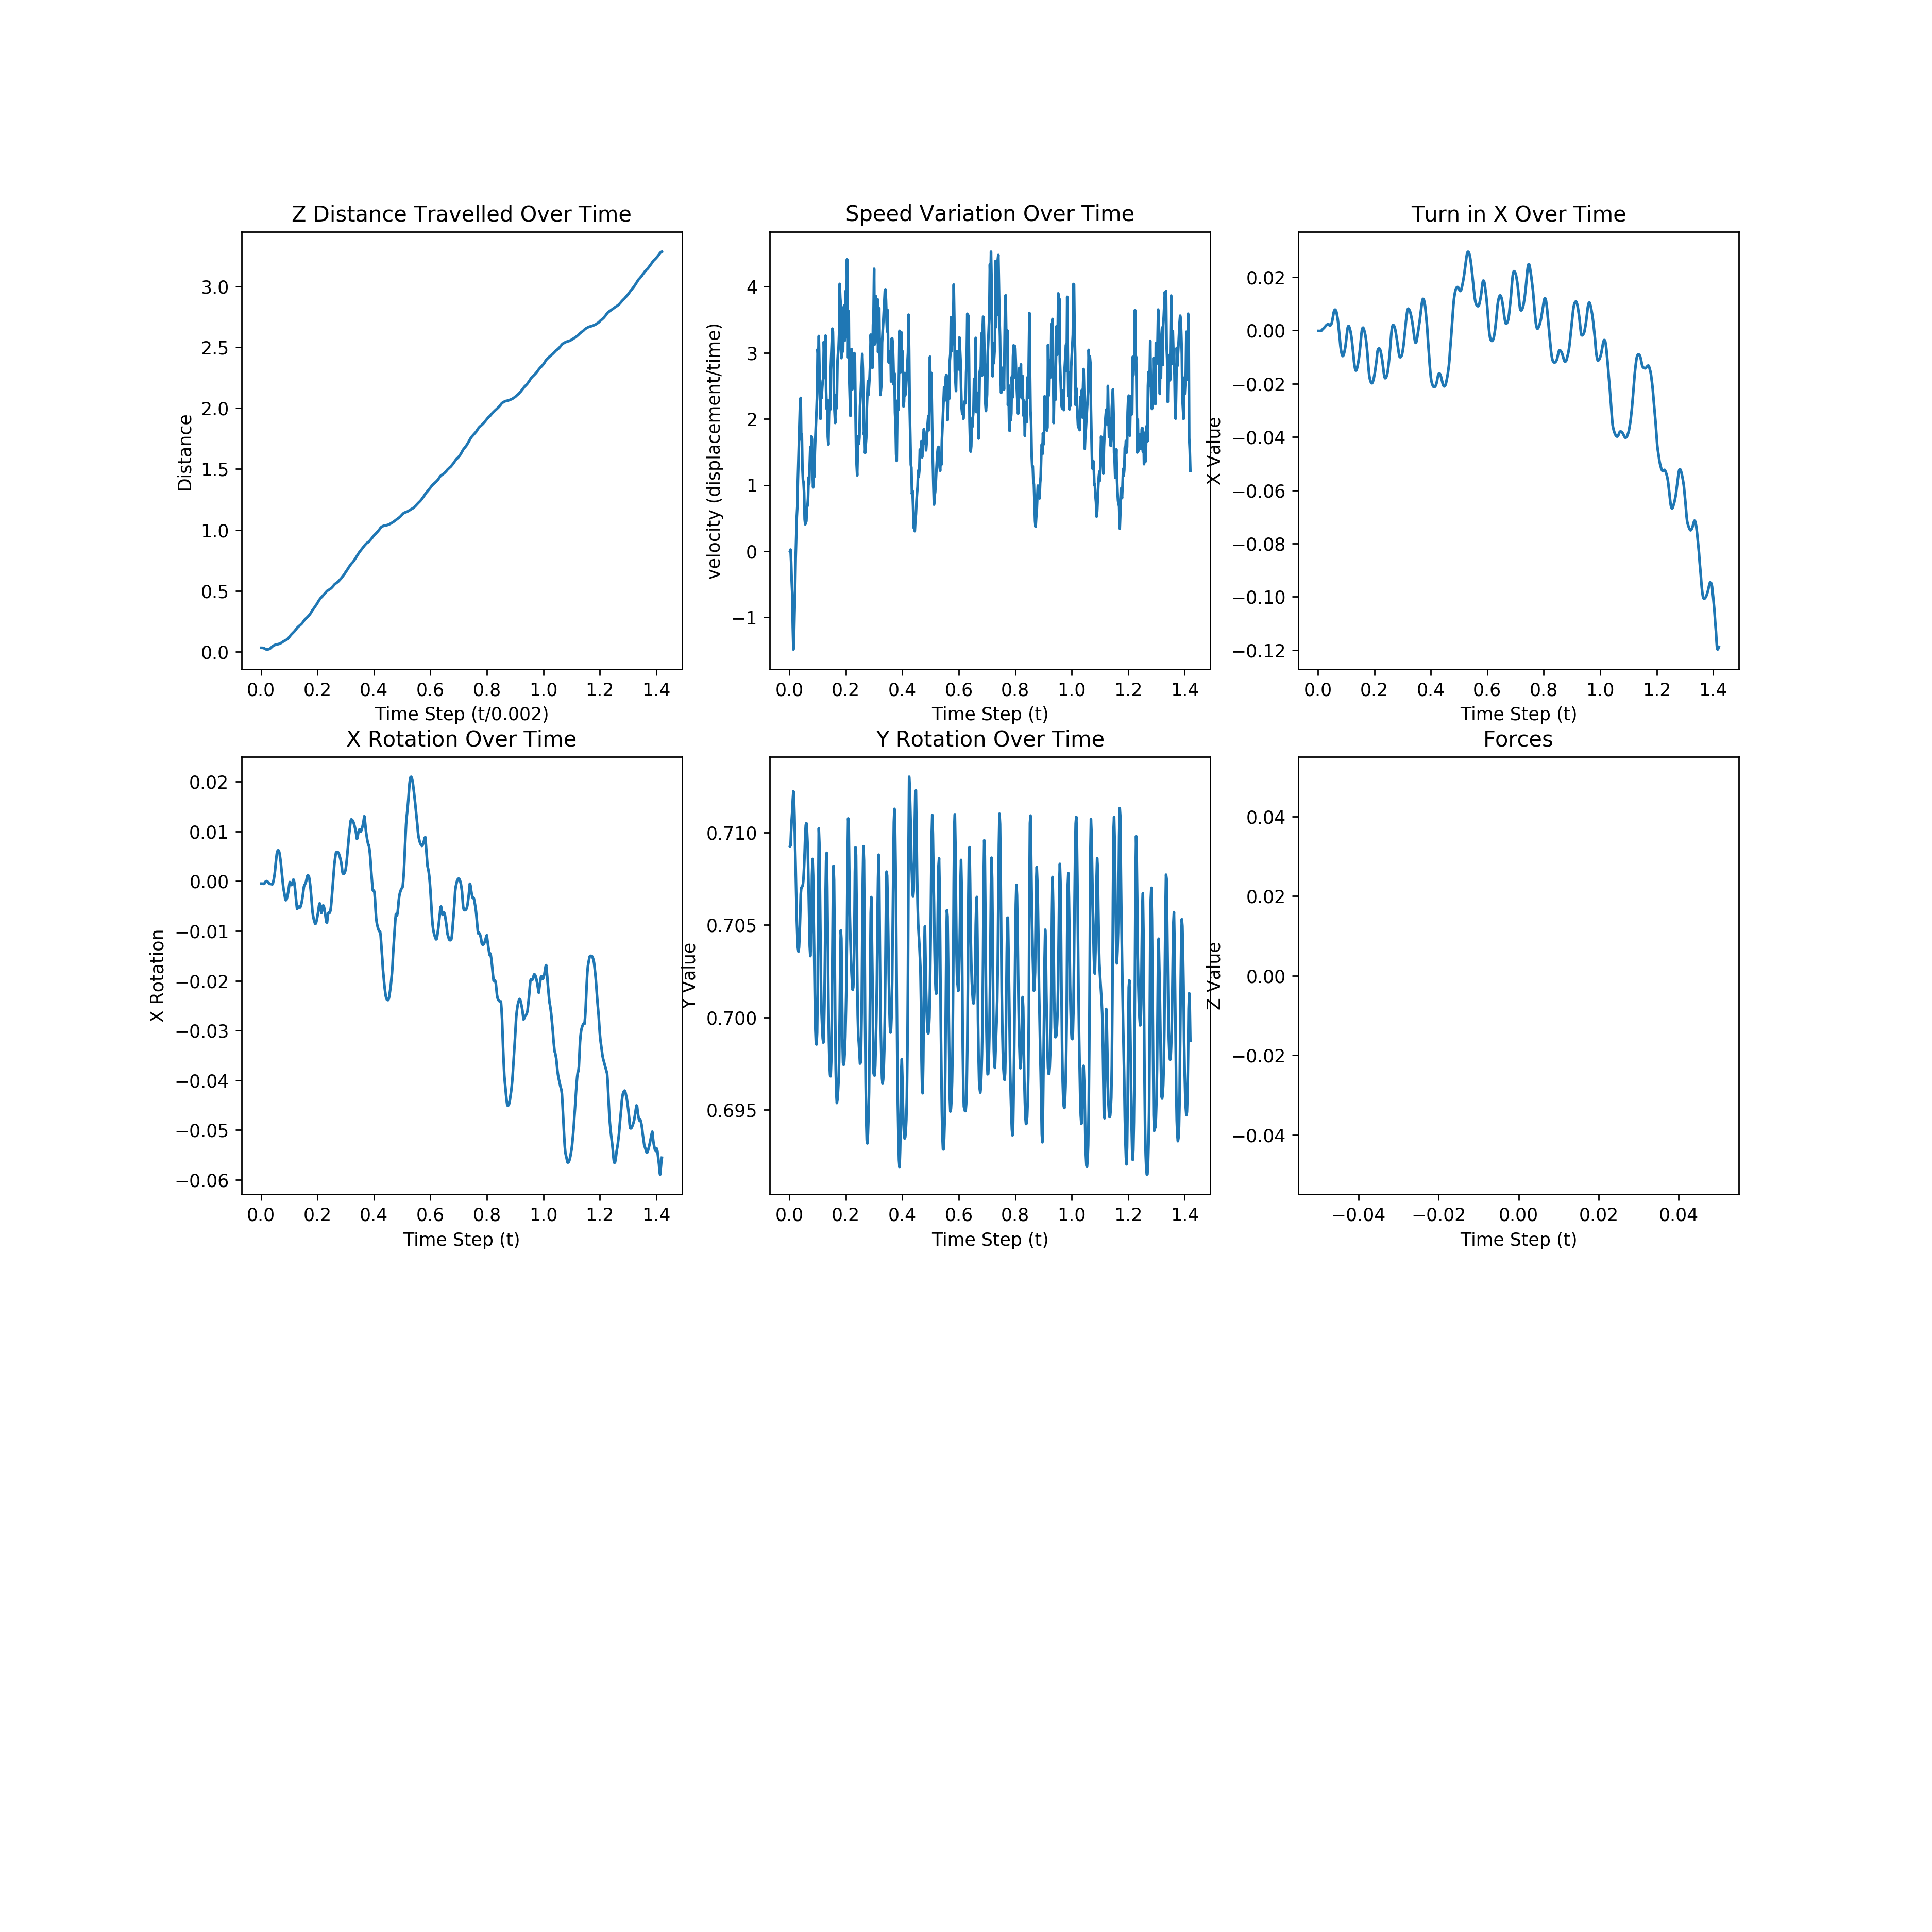 Z Distance Travelled Over Time
Distance
3.0
2.5
2.0
1.5
1.0
0.5
0.0
0.0 0.2 0.4 0.6 0.8 1.0 1.2 1.4
Time Step (t/0.002)
Speed Variation Over Time
velocity (displacement/time)
4
3
2
1
0
−1
0.0 0.2 0.4 0.6 0.8 1.0 1.2 1.4
Time Step (t)
Turn in X Over Time
X Value
0.02
0.00
−0.02
−0.04
−0.06
−0.08
−0.10
−0.12
0.0 0.2 0.4 0.6 0.8 1.0 1.2 1.4
Time Step (t)
X Rotation Over Time
X Rotation
0.02
0.01
0.00
−0.01
−0.02
−0.03
−0.04
−0.05
−0.06
0.0 0.2 0.4 0.6 0.8 1.0 1.2 1.4
Time Step (t)
Y Rotation Over Time
Y Value
0.710
0.705
0.700
0.695
0.0 0.2 0.4 0.6 0.8 1.0 1.2 1.4
Time Step (t)
Forces
Z Value
0.04
0.02
0.00
−0.02
−0.04
−0.04 −0.02 0.00 0.02 0.04
Time Step (t)